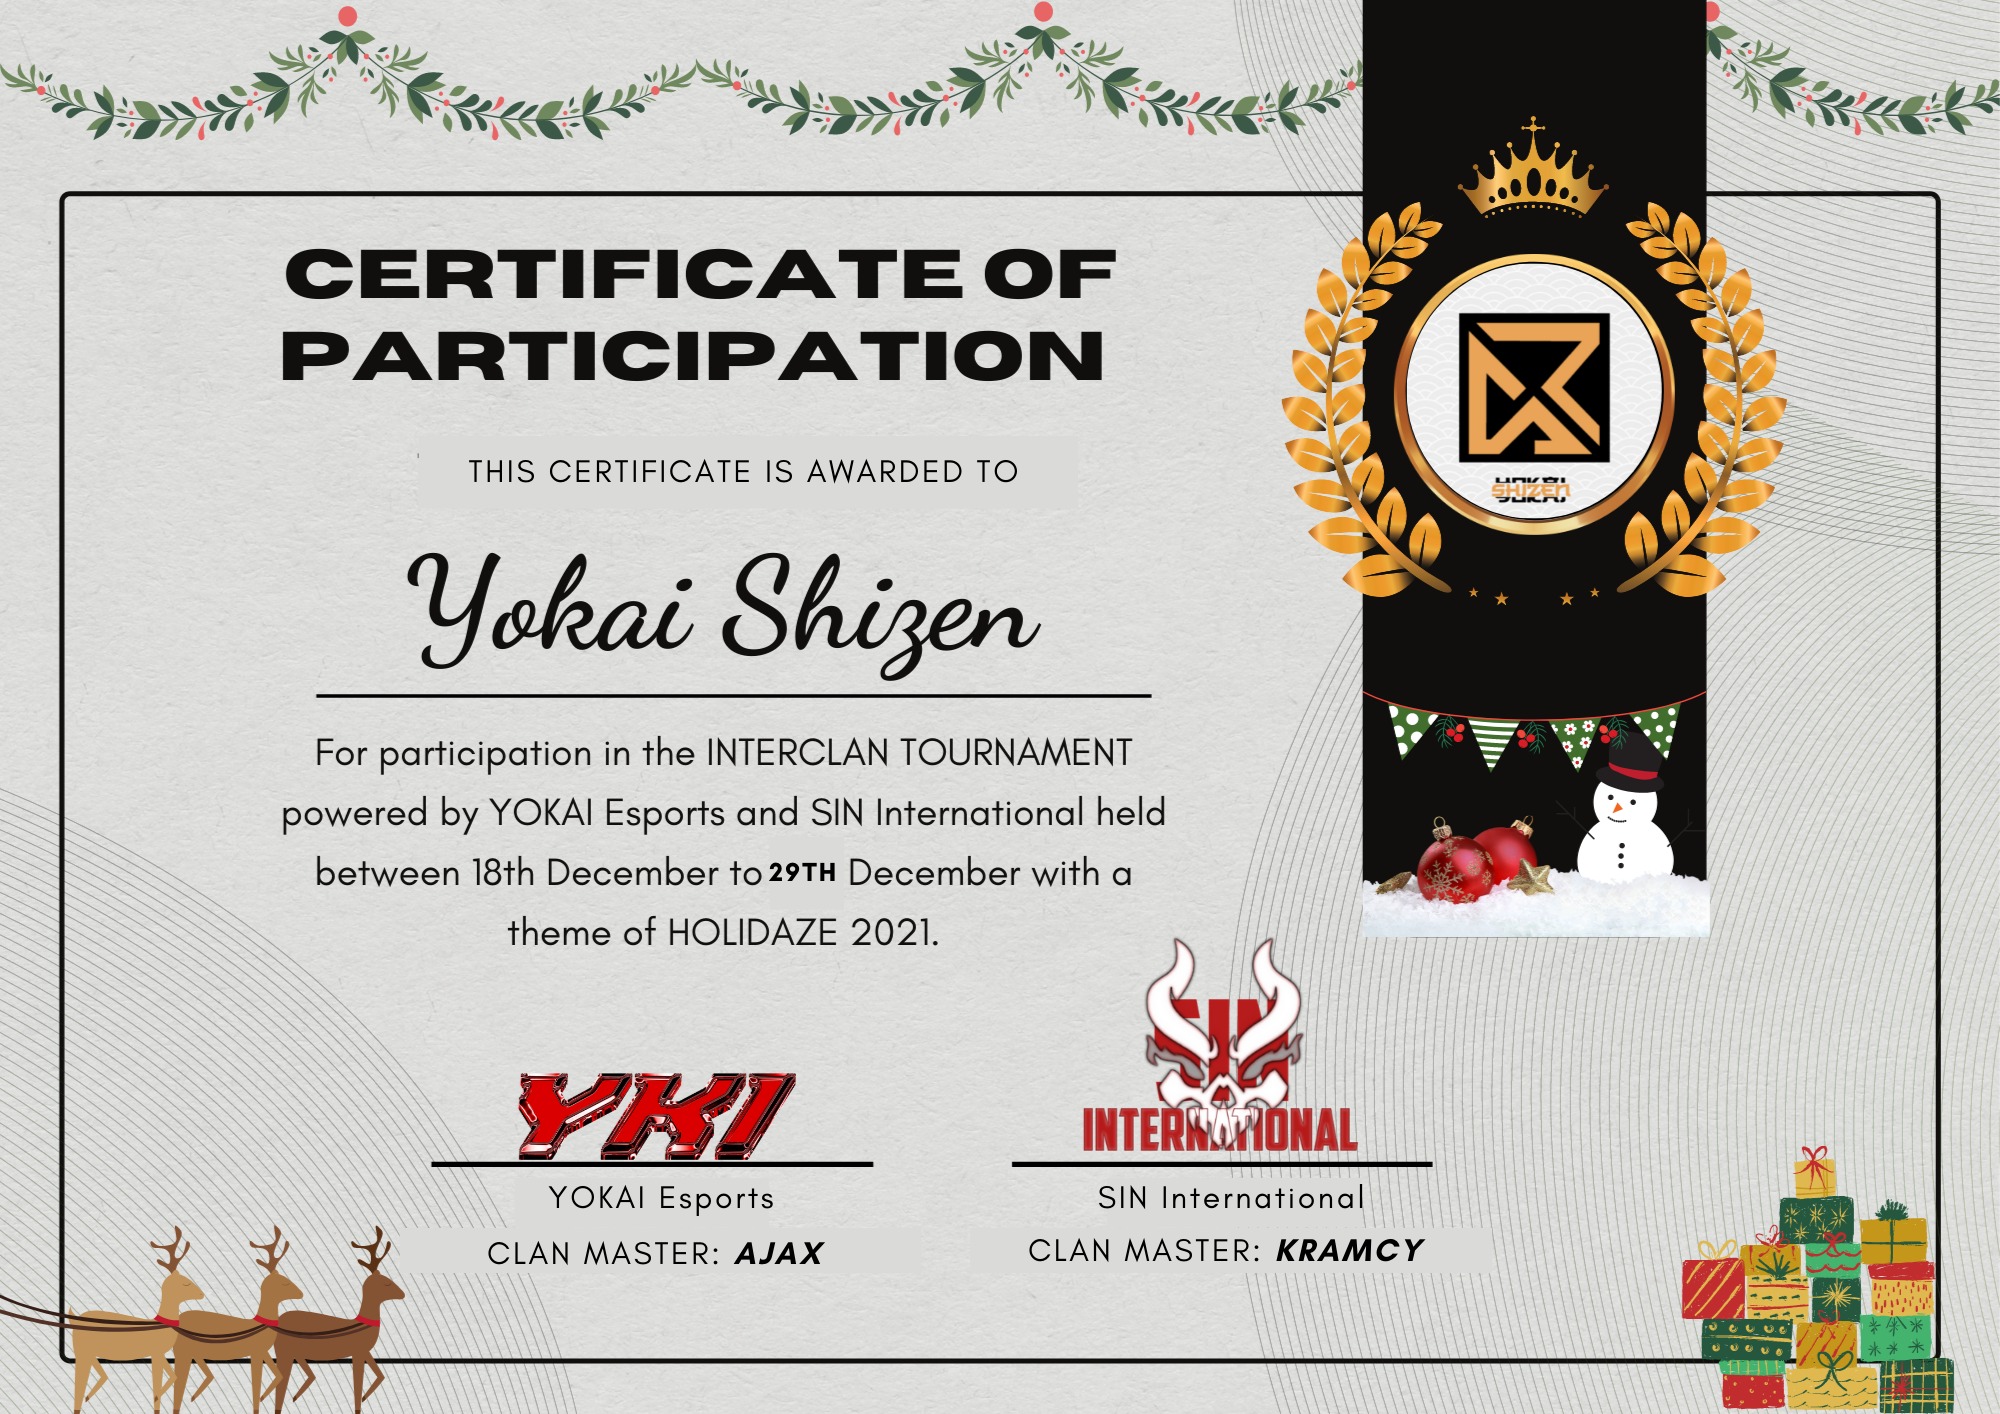 CERTIFICATE OF
PARTICIPATION
THIS CERTIFICATE IS AWARDED TO
Yokai Shizen
For participation in the INTERCLAN TOURNAMENT
powered by YOKAI Esports and SIN International held
between 18th December to 29TH December with a
theme of HOLIDAZE 2021.
YOKAI
SHIZEN
YKI
YOKAI Esports
CLAN MASTER: AJAX
SIN
INTERNATIONAL
SIN International
CLAN MASTER: KRAMCY